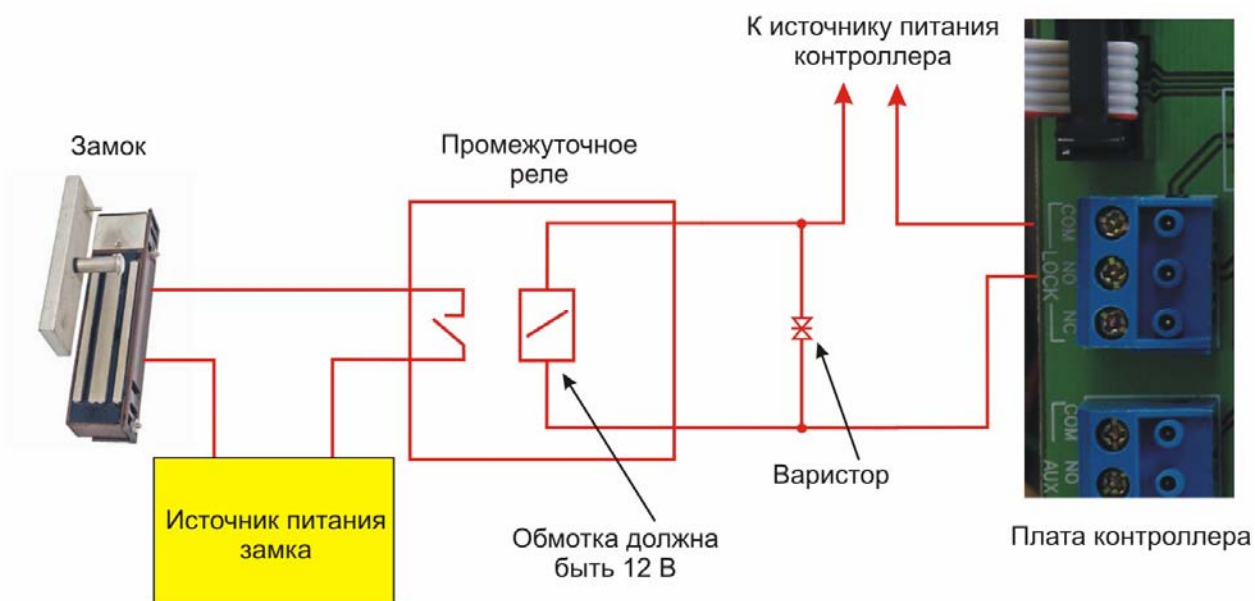 К источнику питания
контроллера
Замок
Промежуточное
реле
COM
NO
NC
LOCK
COM
NO
AUX
Варистор
Источник питания
замка
Обмотка должна
быть 12 В
Плата контроллера